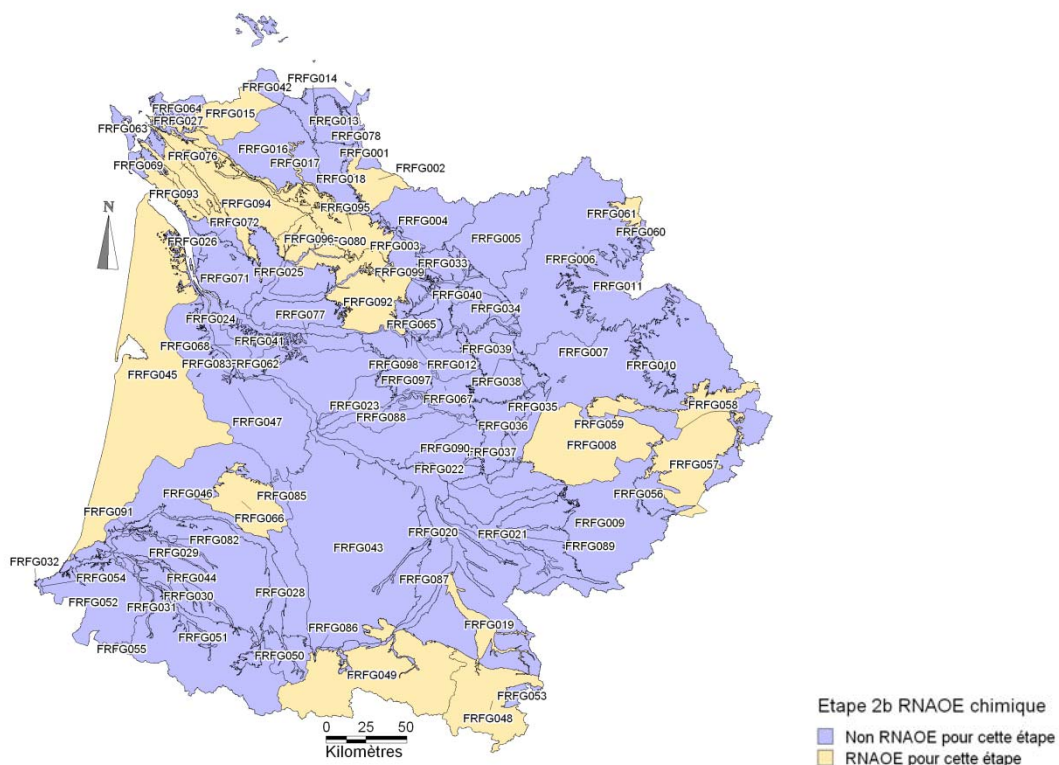 FRFG014
FRFG042
FRFG064
FRFG015
FRFG013
FRFG027
FRFG063
FRFG078
FRFG016
FRFG001
FRFG076
FRFG017
FRFG002
FRFG069
FRFG018
FRFG093
FRFG094
FRFG095
FRFG061
N
FRFG072
FRFG004
FRFG060
FRFG026
FRFG096
FG080
FRFG003
FRFG005
FRFG006
FRFG071
FRFG025
FRFG099
FRFG033
FRFG011
FRFG092
FRFG040
FRFG034
FRFG024
FRFG077
FRFG065
FRFG068
FRFG041
FRFG039
FRFG007
FRFG083
FRFG062
FRFG098
FRFG012
FRFG010
FRFG045
FRFG097
FRFG038
FRFG023
FRFG067
FRFG035
FRFG058
FRFG047
FRFG088
FRFG036
FRFG059
FRFG008
FRFG090
FRFG037
FRFG057
FRFG022
FRFG046
FRFG085
FRFG056
FRFG091
FRFG066
FRFG009
FRFG082
FRFG020
FRFG021
FRFG089
FRFG032
FRFG029
FRFG043
FRFG054
FRFG044
FRFG087
FRFG052
FRFG030
FRFG028
FRFG031
FRFG019
FRFG051
FRFG086
FRFG055
FRFG050
FRFG049
FRFG053
FRFG048
0 25 50
Kilomètres
Etape 2b RNAOE chimique
Non RNAOE pour cette étape
RNAOE pour cette étape